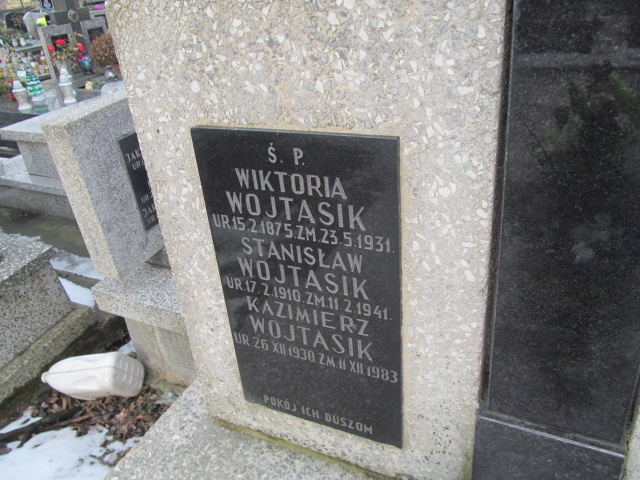 Ś. P.
WIKTORIA
WOJTASIK
UR.15.2.1875.ZM.23.5.1931.
STANISŁAW
WOJTASIK
UR.17.2.1910.ZM.11.2.1941.
KAZIMIERZ
WOJTASIK
UR 26 XII 1930 ZM 11 XII 1983
POKÓJ ICH DUSZOM